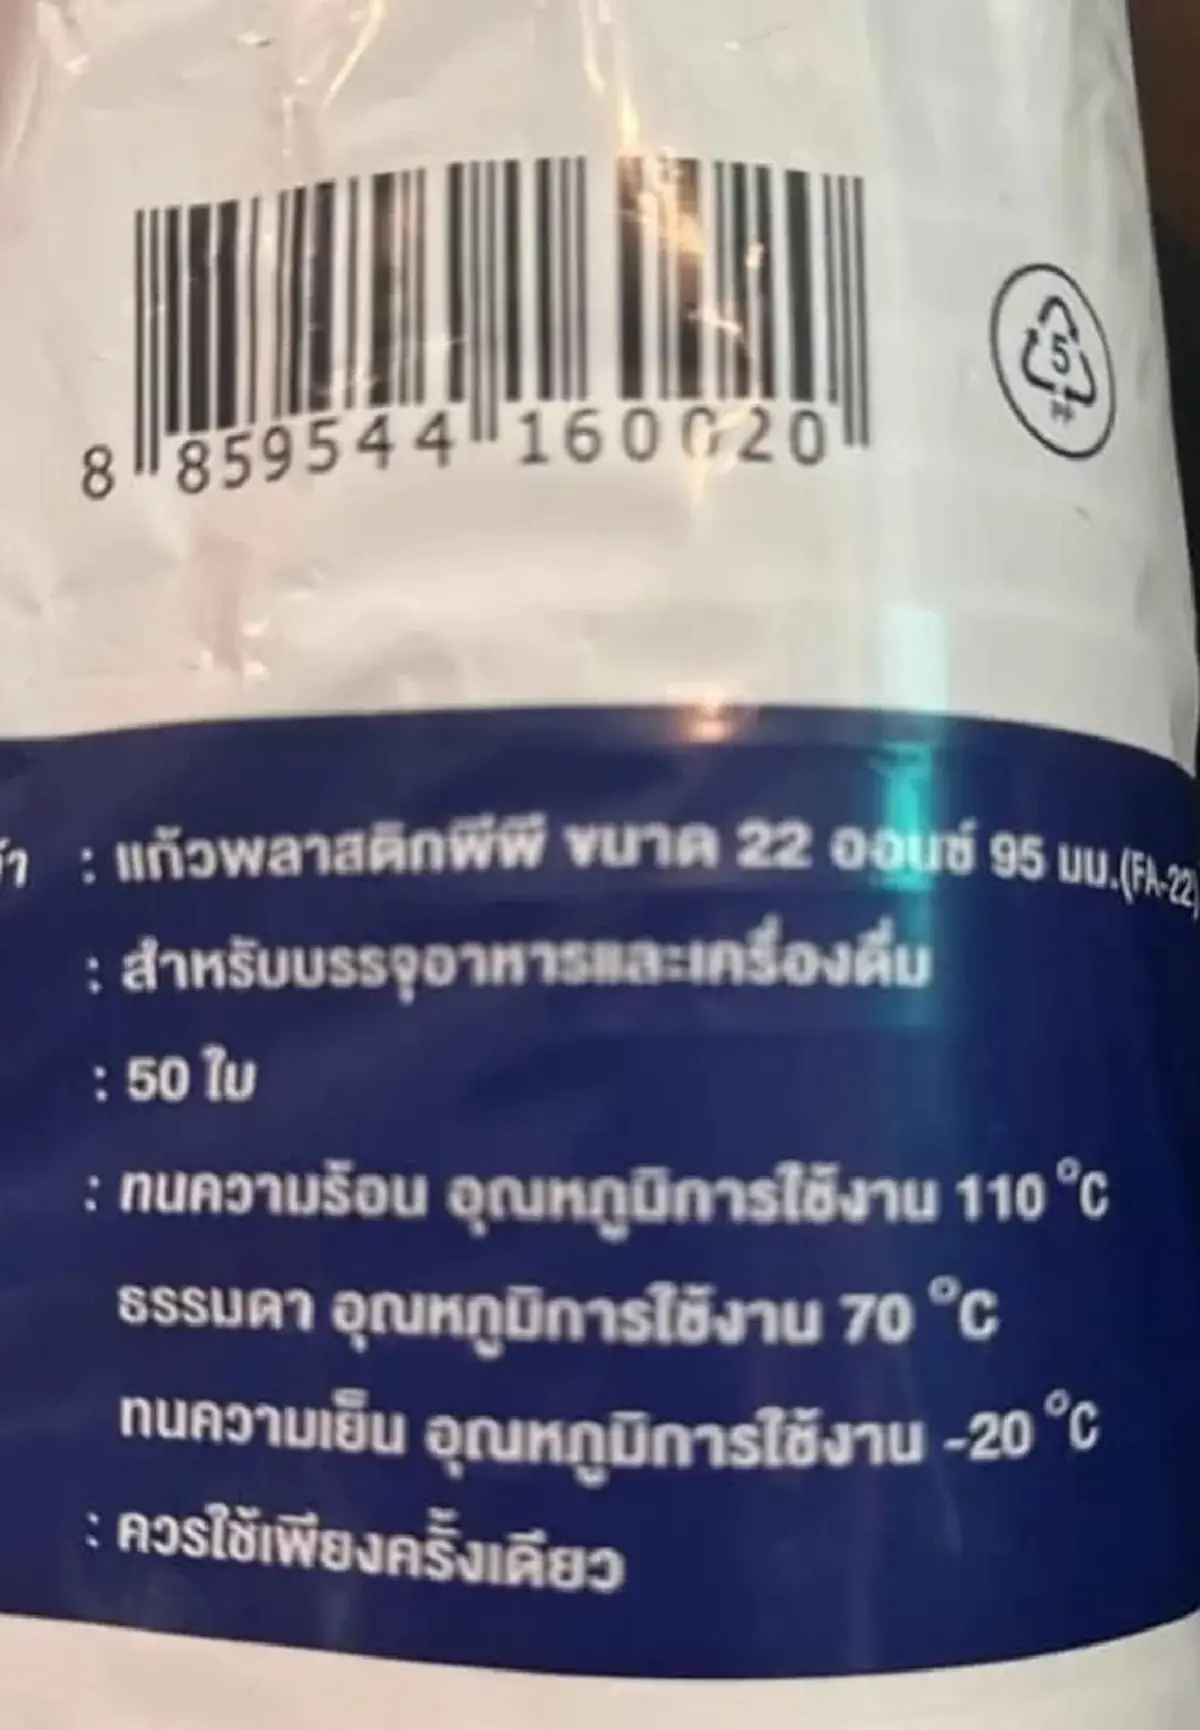 8 859544 160020
5
PP
: แก้วพลาสติกพีพี ขนาด 22 ออนซ์ 95 มม.(FA-22)
: สำหรับบรรจุอาหารและเครื่องดื่ม
: 50 ใบ
: ทนความร้อน อุณหภูมิการใช้งาน 110 °C
ธรรมดา อุณหภูมิการใช้งาน 70 °C
ทนความเย็น อุณหภูมิการใช้งาน -20 °C
: ควรใช้เพียงครั้งเดียว